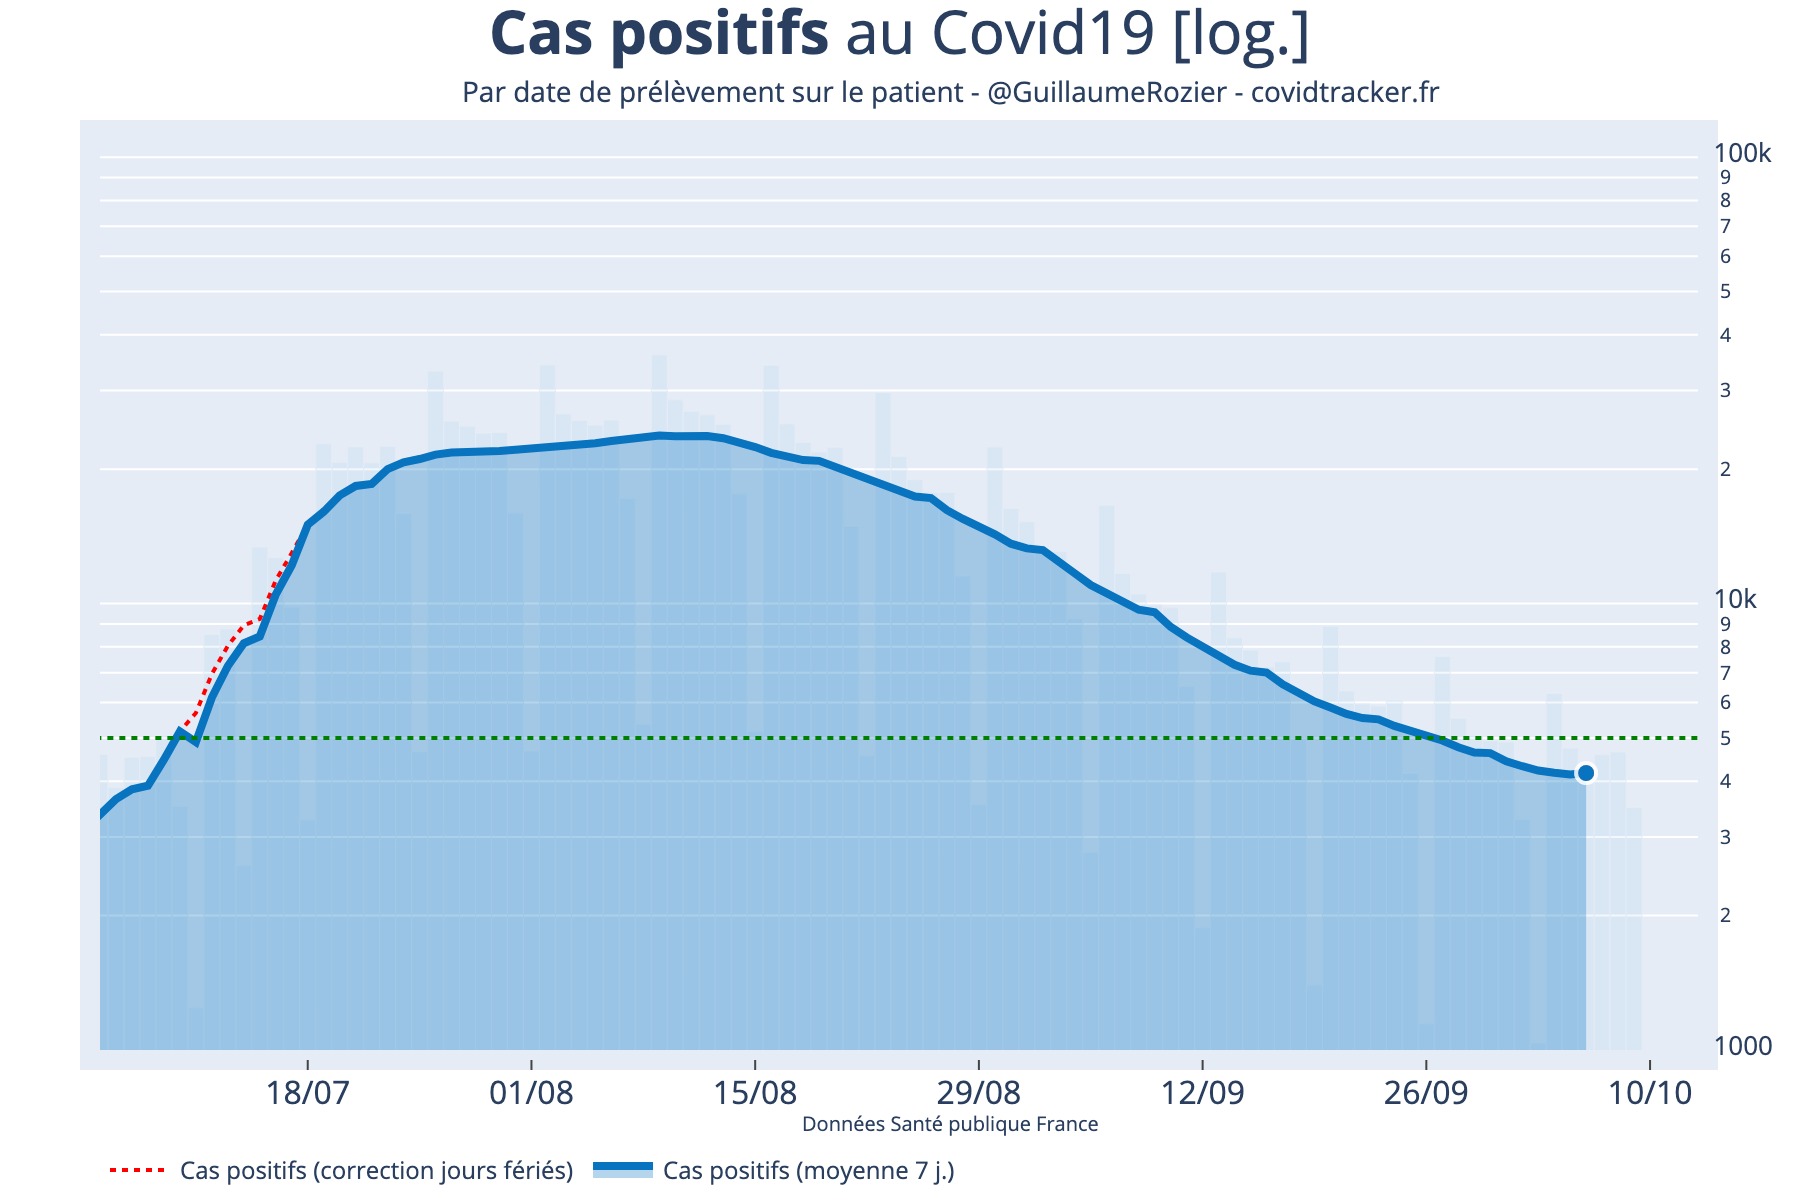 Cas positifs au Covid19 [log.]
Par date de prélèvement sur le patient - @GuillaumeRozier - covidtracker.fr
100k
9
8
7
6
5
4
3
2
10k
9
8
7
6
5
4
3
2
1000
18/07 01/08 15/08 29/08 12/09 26/09 10/10
Données Santé publique France
Cas positifs (correction jours fériés) Cas positifs (moyenne 7 j.)